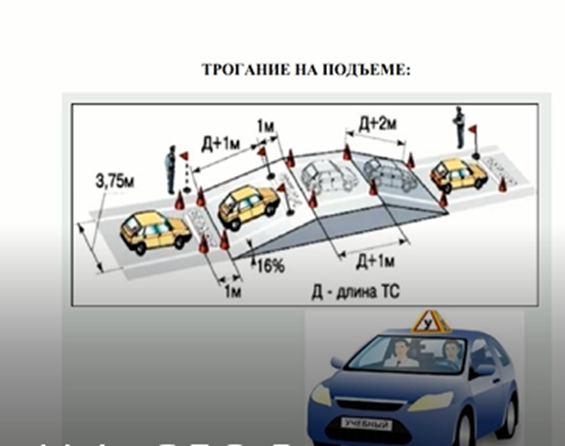 ТРОГАНИЕ НА ПОДЪЕМЕ:
1м
Д+1м
Д+2м
3,75м
16%
Д+1м
1м
Д - длина ТС
У
УЧЕБНЫЙ